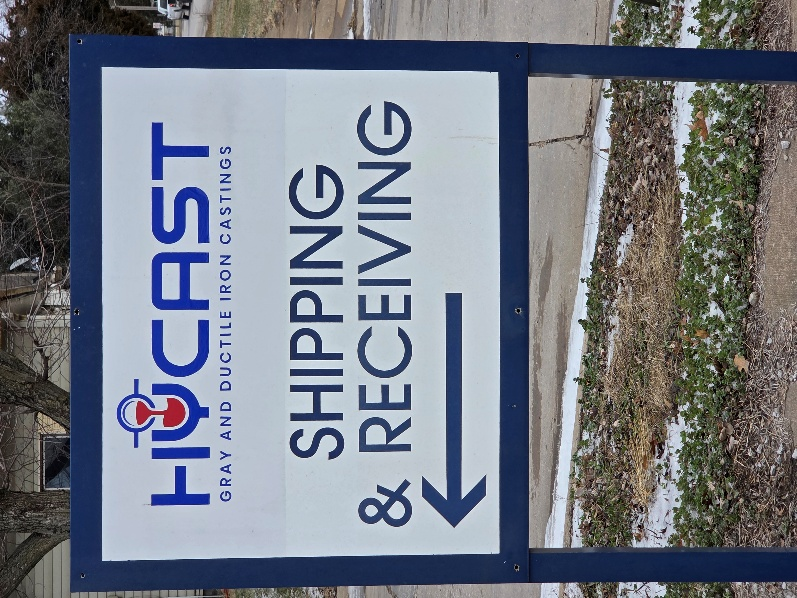 HYCAST
GRAY AND DUCTILE IRON CASTINGS
SHIPPING
& RECEIVING